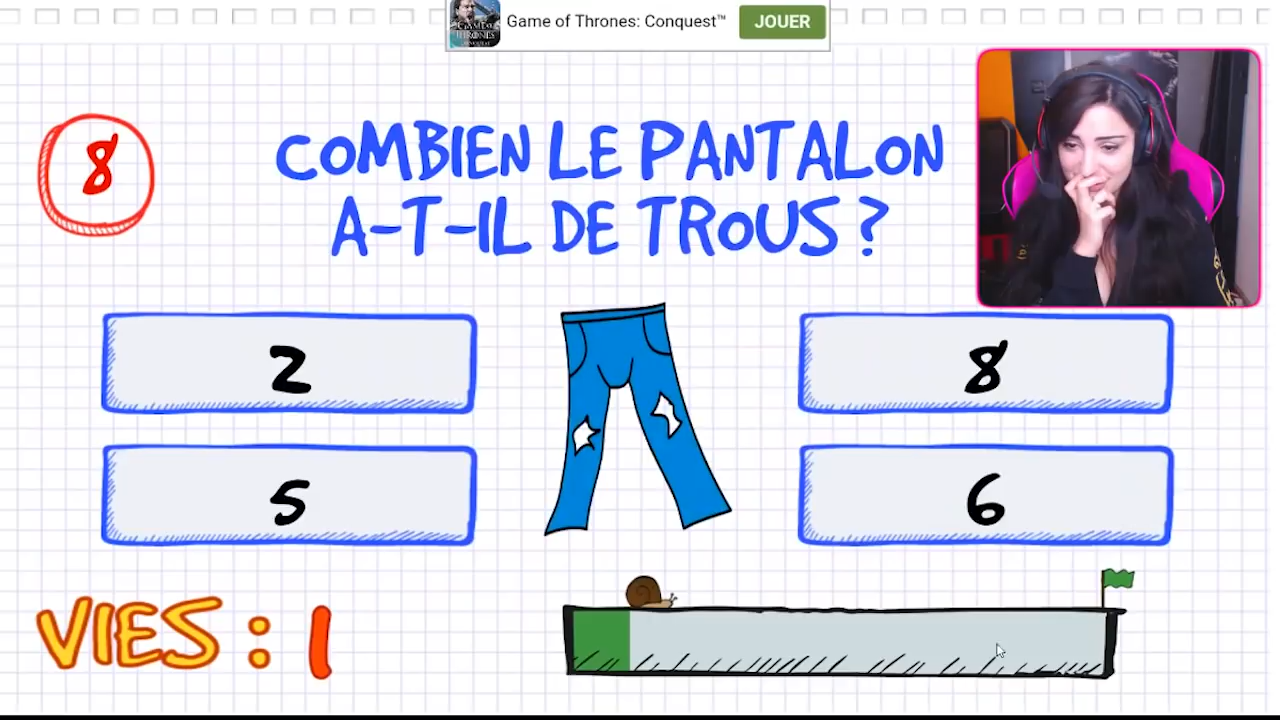 Game of Thrones: Conquest™
JOUER
8
COMBIEN LE PANTALON
A-T-IL DE TROUS ?
2
8
5
6
VIES : 1